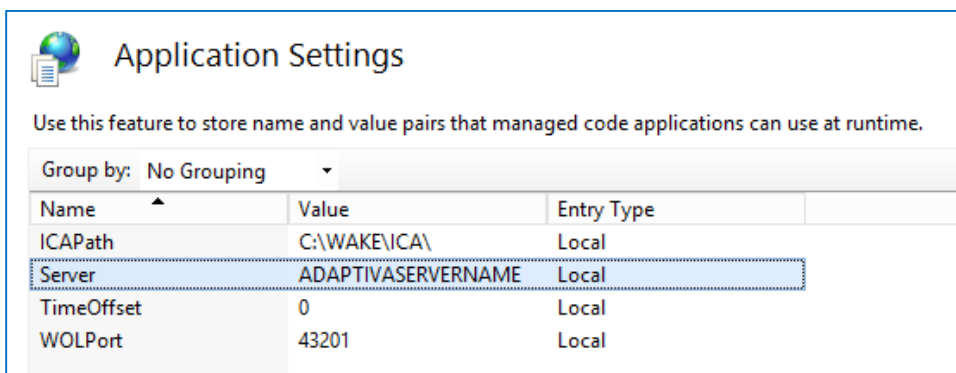 Application Settings
Use this feature to store name and value pairs that managed code applications can use at runtime.
Group by: No Grouping
Name Value Entry Type
ICAPath C:\WAKE\ICA\ Local
Server ADAPTIVASERVERNAME Local
TimeOffset 0 Local
WOLPort 43201 Local